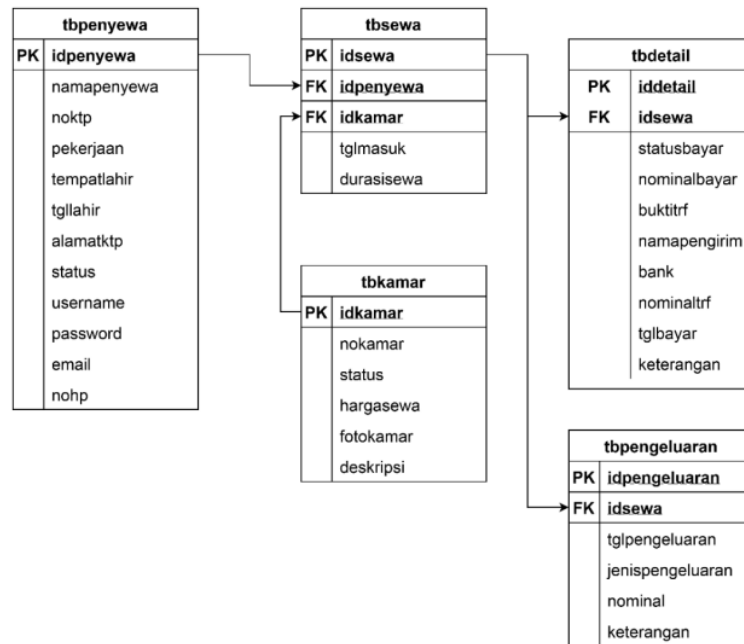 tbpenyewa
PK idpenyewa
namapenyewa
noktp
pekerjaan
tempatlahir
tgllahir
alamatktp
status
username
password
email
nohp
tbsewa
PK idsewa
FK idpenyewa
FK idkamar
tglmasuk
durasisewa
tbkamar
PK idkamar
nokamar
status
hargasewa
fotokamar
deskripsi
tbdetail
PK iddetail
FK idsewa
statusbayar
nominalbayar
buktitrf
namapengirim
bank
nominaltrf
tglbayar
keterangan
tbpengeluaran
PK idpengeluaran
FK idsewa
tglpengeluaran
jenispengeluaran
nominal
keterangan